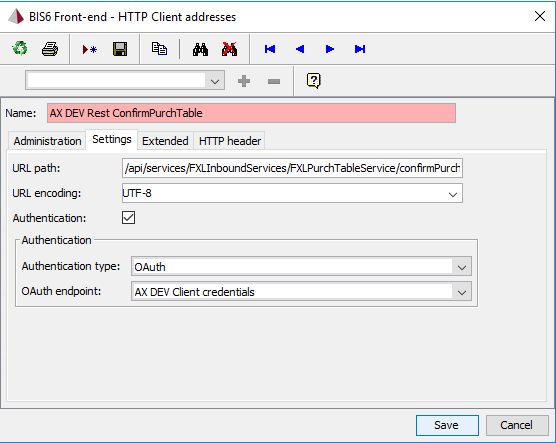 BIS6 Front-end - HTTP Client addresses
Name: AX DEV Rest ConfirmPurchTable
Administration Settings Extended HTTP header
URL path: /api/services/FXLInboundServices/FXLPurchTableService/confirmPurch
URL encoding: UTF-8
Authentication:
Authentication
Authentication type: OAuth
OAuth endpoint: AX DEV Client credentials
Save Cancel